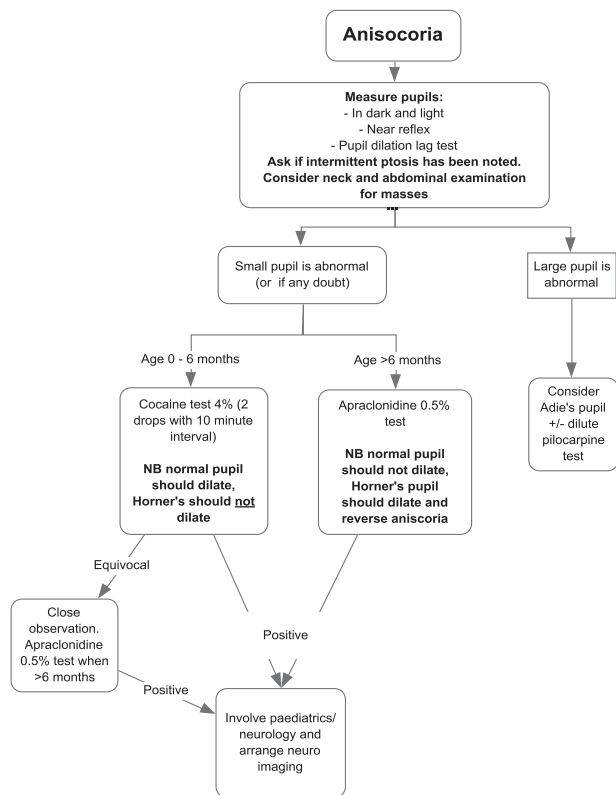 Anisocoria
Measure pupils:
- In dark and light
- Near reflex
- Pupil dilation lag test
Ask if intermittent ptosis has been noted.
Consider neck and abdominal examination
for masses
Small pupil is abnormal
(or if any doubt)
Large pupil is
abnormal
Age 0 - 6 months
Age >6 months
Cocaine test 4% (2
drops with 10 minute
interval)
NB normal pupil
should dilate,
Horner's should not
dilate
Apraclonidine 0.5%
test
NB normal pupil
should not dilate,
Horner's pupil
should dilate and
reverse aniscoria
Consider
Adie's pupil
+/- dilute
pilocarpine
test
Equivocal
Close
observation.
Apraclonidine
0.5% test when
>6 months
Positive
Positive
Involve paediatrics/
neurology and
arrange neuro
imaging